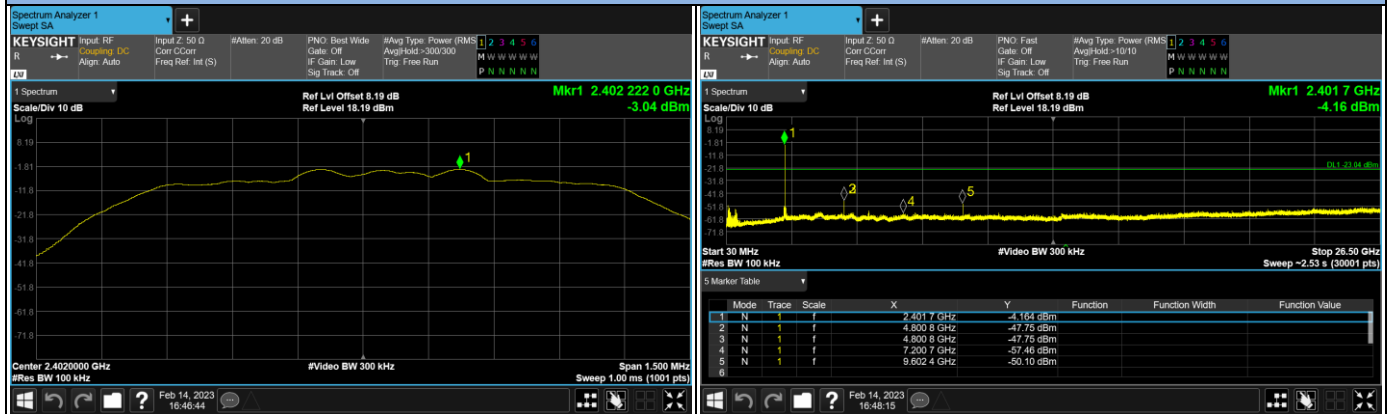 Spectrum Analyzer 1
Swept SA
KEYSIGHT
R
LXI
Input: RF
Coupling: DC
Align: Auto
Input Z: 50 Ω
Corr CCorr
Freq Ref: Int (S)
#Atten: 20 dB
PNO: Best Wide
Gate: Off
IF Gain: Low
Sig Track: Off
#Avg Type: Power (RMS
Avg|Hold:>300/300
Trig: Free Run
1 2 3 4 5 6
M W W W W W
P N N N N N
1 Spectrum
Scale/Div 10 dB
Log
Ref Lvl Offset 8.19 dB
Ref Level 18.19 dBm
Mkr1 2.402 222 0 GHz
-3.04 dBm
8.19
-1.81
-11.8
-21.8
-31.8
-41.8
-51.8
-61.8
-71.8
1
Center 2.4020000 GHz
#Res BW 100 kHz
#Video BW 300 kHz
Span 1.500 MHz
Sweep 1.00 ms (1001 pts)
Feb 14, 2023
16:46:44
Spectrum Analyzer 1
Swept SA
KEYSIGHT
R
LXI
Input: RF
Coupling: DC
Align: Auto
Input Z: 50 Ω
Corr CCorr
Freq Ref: Int (S)
#Atten: 20 dB
PNO: Fast
Gate: Off
IF Gain: Low
Sig Track: Off
#Avg Type: Power (RMS
Avg|Hold:>10/10
Trig: Free Run
1 2 3 4 5 6
M W W W W W
P N N N N N
1 Spectrum
Scale/Div 10 dB
Log
Ref Lvl Offset 8.19 dB
Ref Level 18.19 dBm
Mkr1 2.401 7 GHz
-4.16 dBm
8.19
-1.81
-11.8
-21.8
-31.8
-41.8
-51.8
-61.8
-71.8
1
2
4
5
DL1 -23.04 dBm
Start 30 MHz
#Res BW 100 kHz
#Video BW 300 kHz
Stop 26.50 GHz
Sweep ~2.53 s (30001 pts)
5 Marker Table
Mode Trace Scale X Y Function Function Width Function Value
1 N 1 f 2.401 7 GHz -4.164 dBm
2 N 1 f 4.800 8 GHz -47.75 dBm
3 N 1 f 4.800 8 GHz -47.75 dBm
4 N 1 f 7.200 7 GHz -57.46 dBm
5 N 1 f 9.602 4 GHz -50.10 dBm
6
Feb 14, 2023
16:48:15